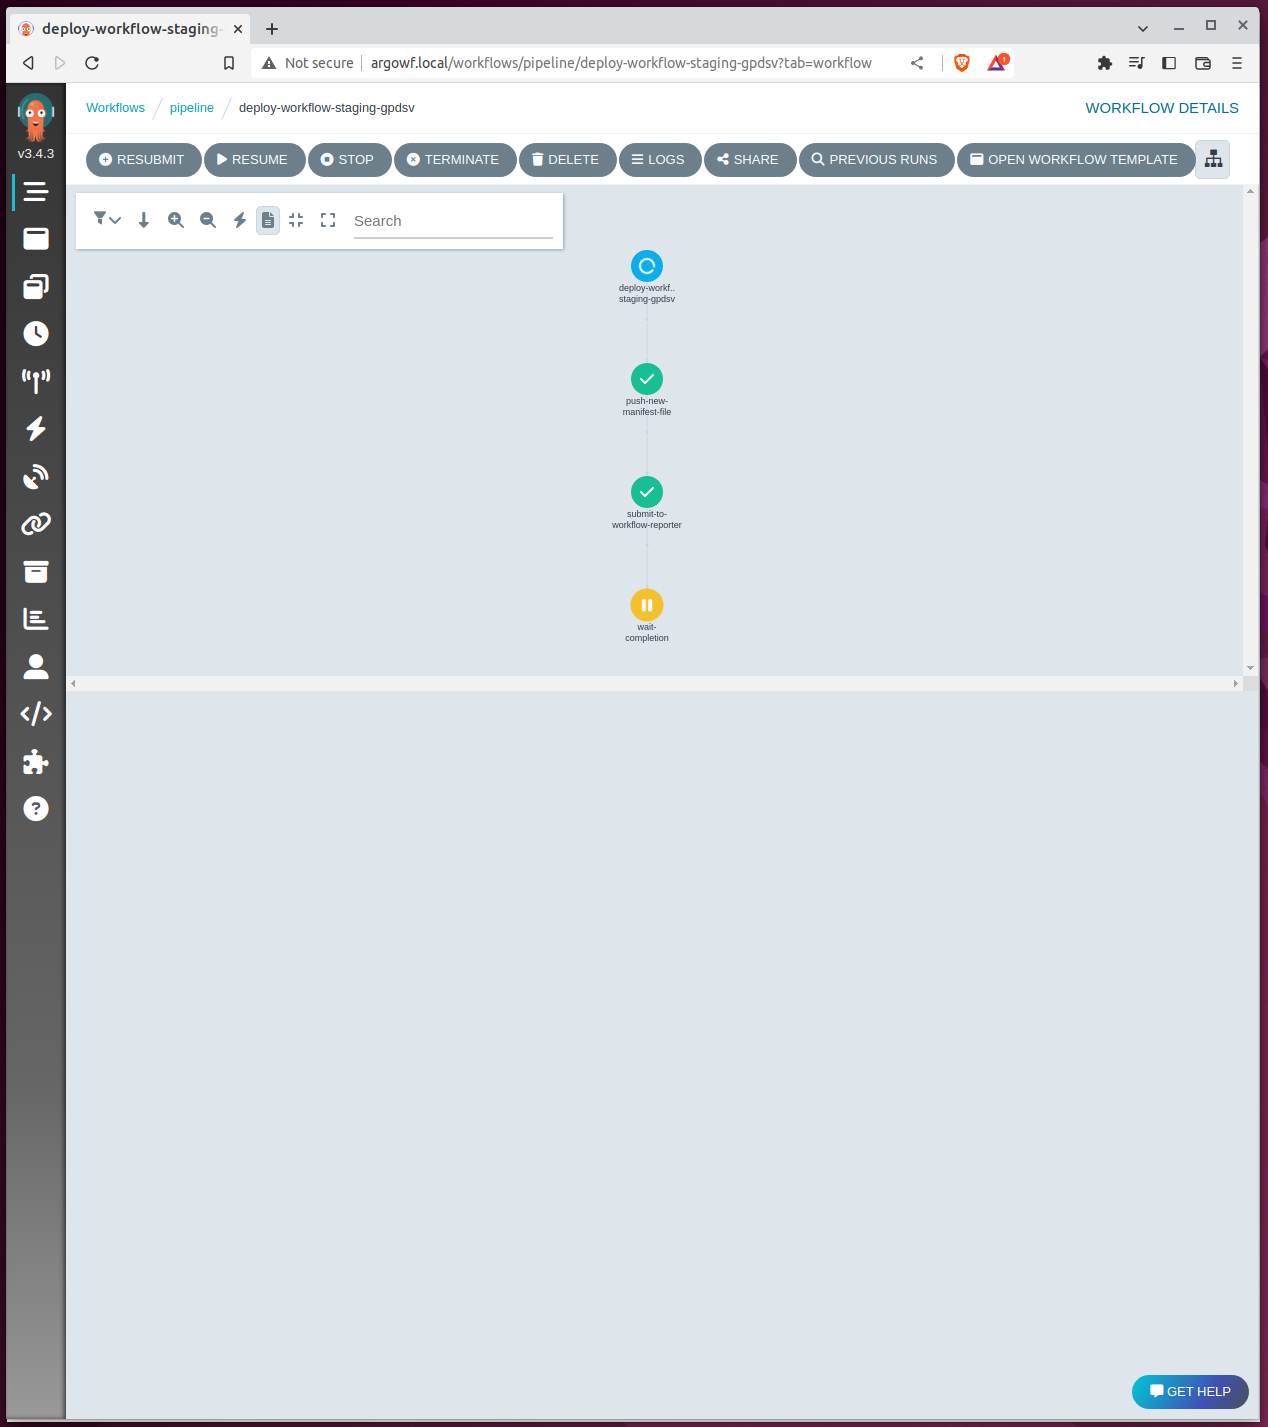 deploy-workflow-staging-
Not secure
argowf.local/workflows/pipeline/deploy-workflow-staging-gpdsv?tab=workflow
1
v3.4.3
Workflows / pipeline / deploy-workflow-staging-gpdsv
WORKFLOW DETAILS
RESUBMIT
RESUME
STOP
TERMINATE
DELETE
LOGS
SHARE
PREVIOUS RUNS
OPEN WORKFLOW TEMPLATE
Search
deploy-workf..
staging-gpdsv
push-new-
manifest-file
submit-to-
workflow-reporter
wait-
completion
GET HELP